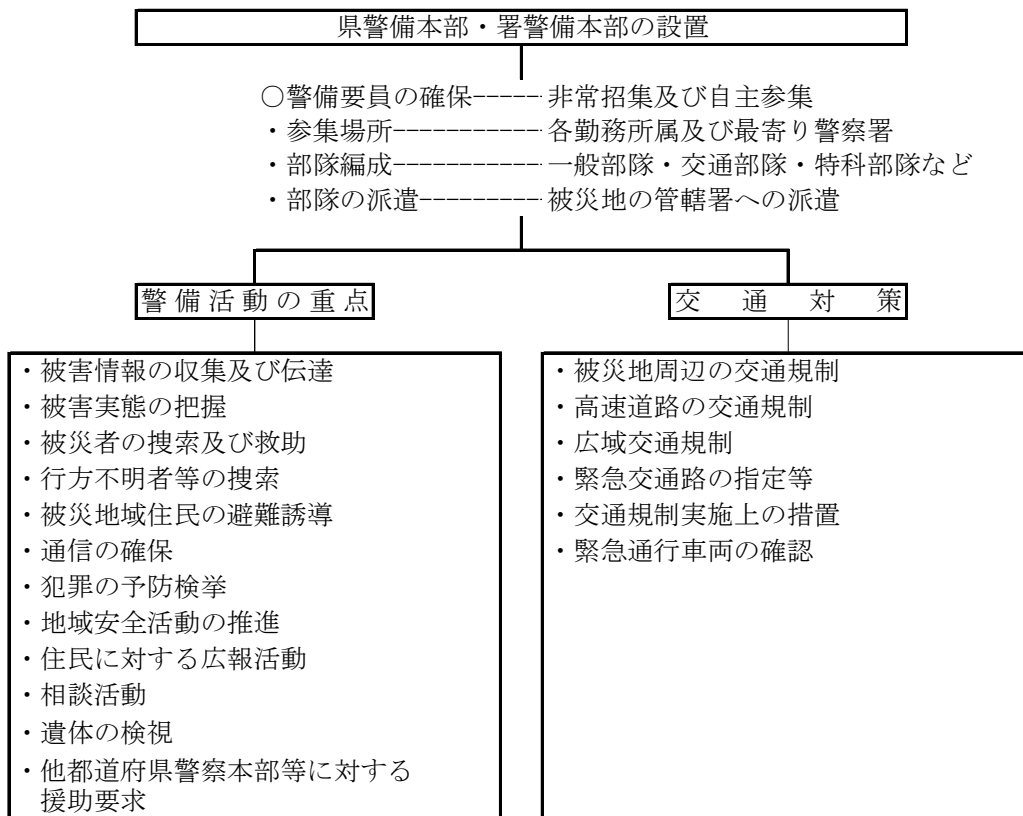 県警備本部・署警備本部の設置
○警備要員の確保-----非常招集及び自主参集
・参集場所-----------各勤務所属及び最寄り警察署
・部隊編成-----------一般部隊・交通部隊・特科部隊など
・部隊の派遣---------被災地の管轄署への派遣
警備活動の重点
・被害情報の収集及び伝達
・被害実態の把握
・被災者の捜索及び救助
・行方不明者等の捜索
・被災地域住民の避難誘導
・通信の確保
・犯罪の予防検挙
・地域安全活動の推進
・住民に対する広報活動
・相談活動
・遺体の検視
・他都道府県警察本部等に対する
援助要求
交通対策
・被災地周辺の交通規制
・高速道路の交通規制
・広域交通規制
・緊急交通路の指定等
・交通規制実施上の措置
・緊急通行車両の確認